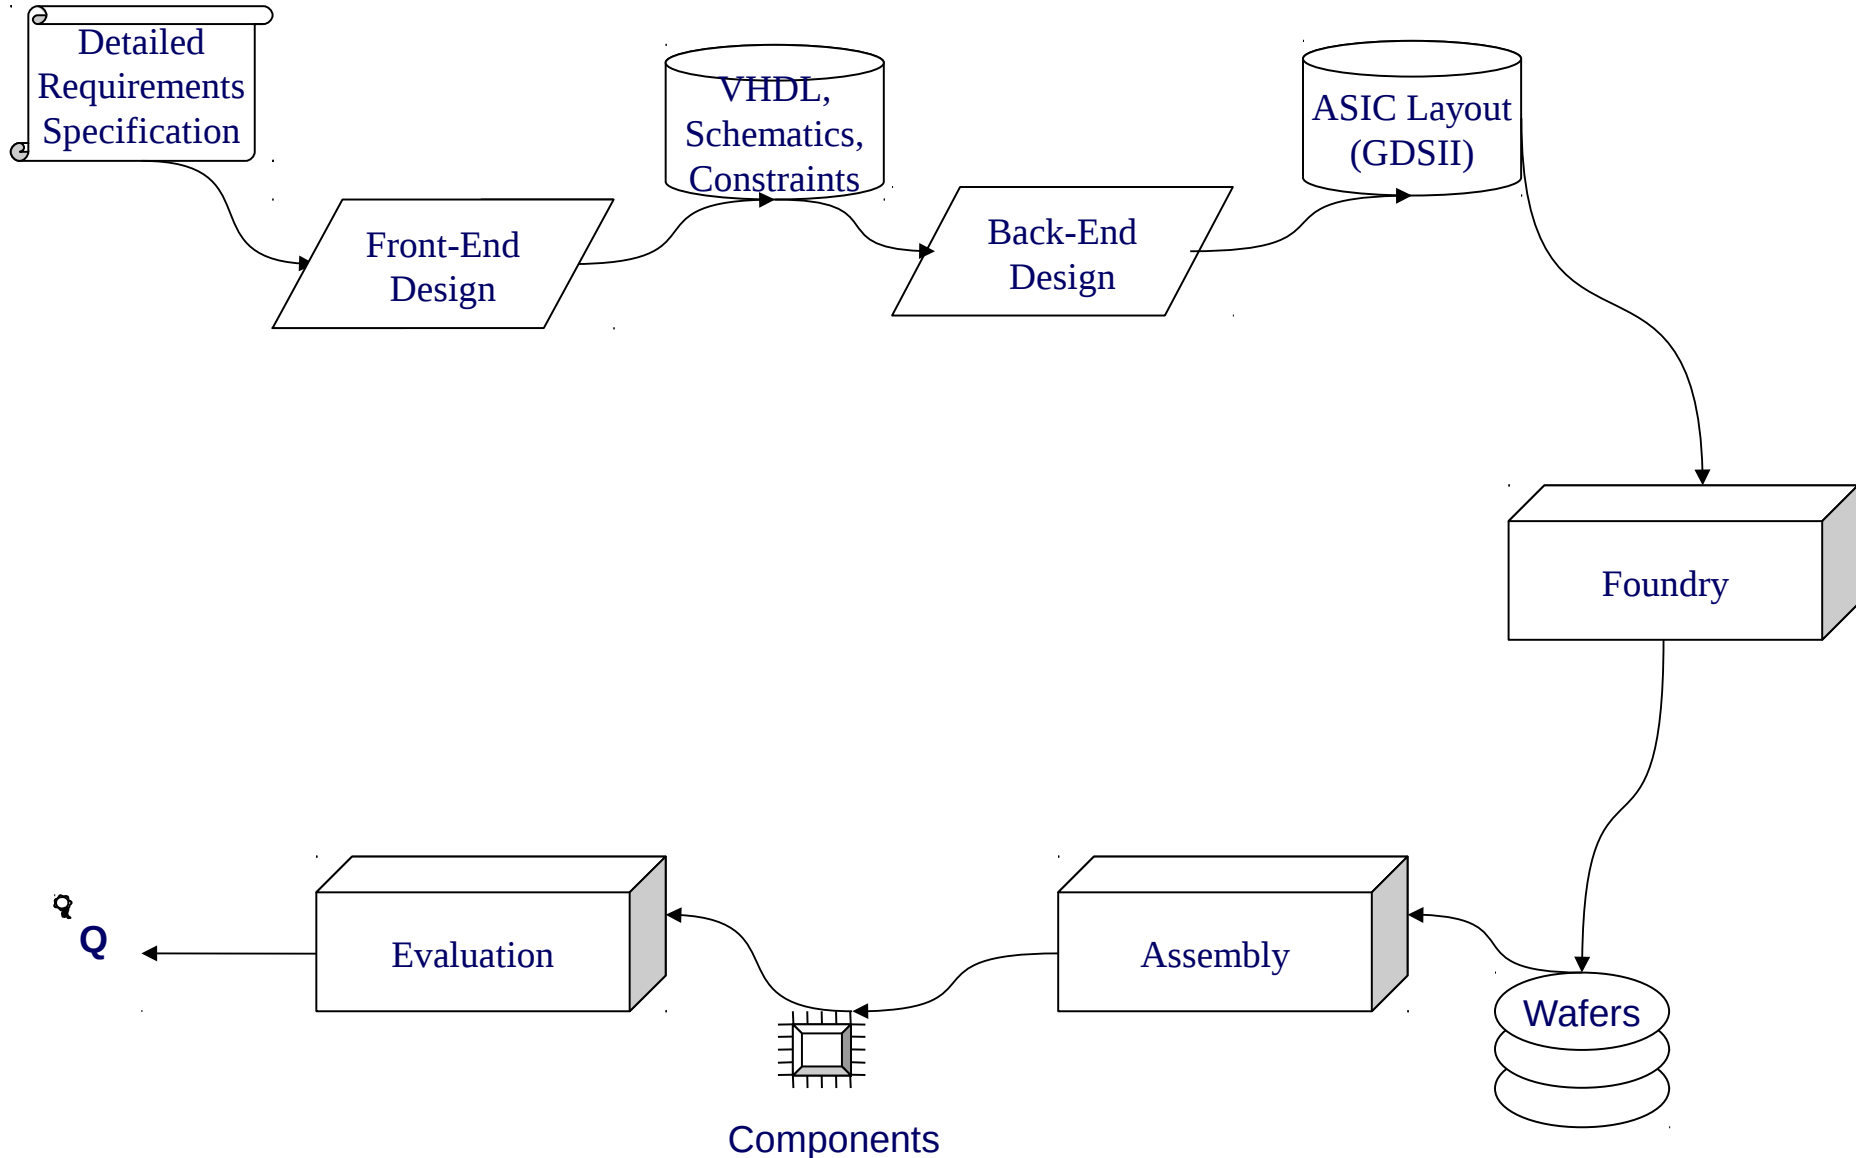 Detailed
Requirements
Specification
VHDL,
Schematics,
Constraints
ASIC Layout
(GDSII)
Front-End
Design
Back-End
Design
Foundry
Wafers
Assembly
Components
Evaluation
Q